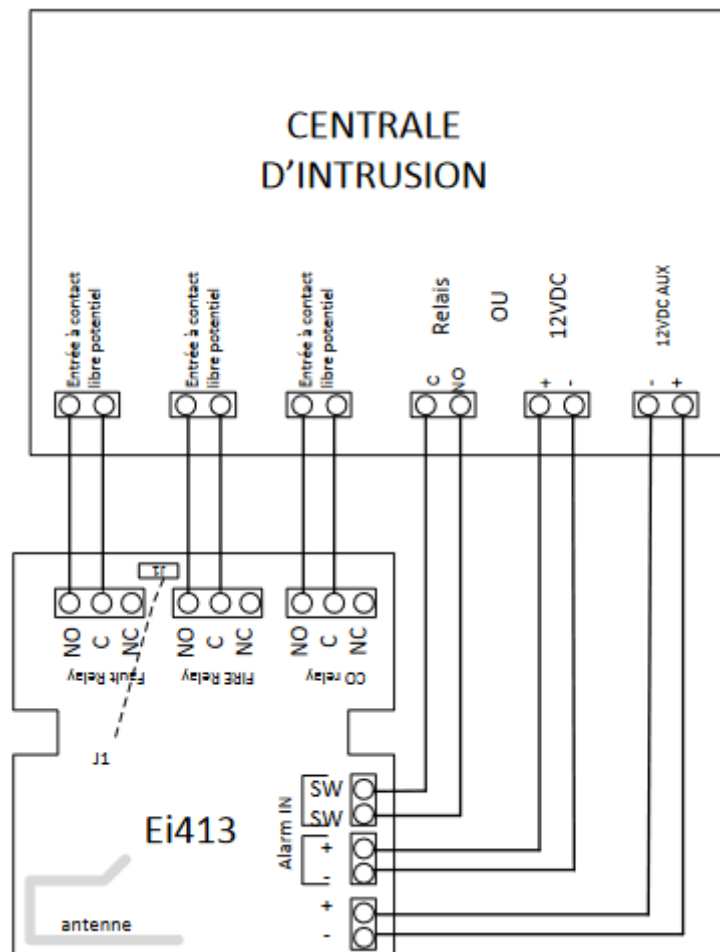 CENTRALE
D'INTRUSION
Entrée à contact
libre potentiel
Entrée à contact
libre potentiel
Entrée à contact
libre potentiel
Relais
OU
12VDC
12VDC AUX
C
NO
+
-
-
+
J1
NO
C
NC
NO
C
NC
NO
C
NC
Fault Relay
FIRE Relay
CO relay
J1
Ei413
Alarm IN
SW
SW
+
-
+
-
antenne